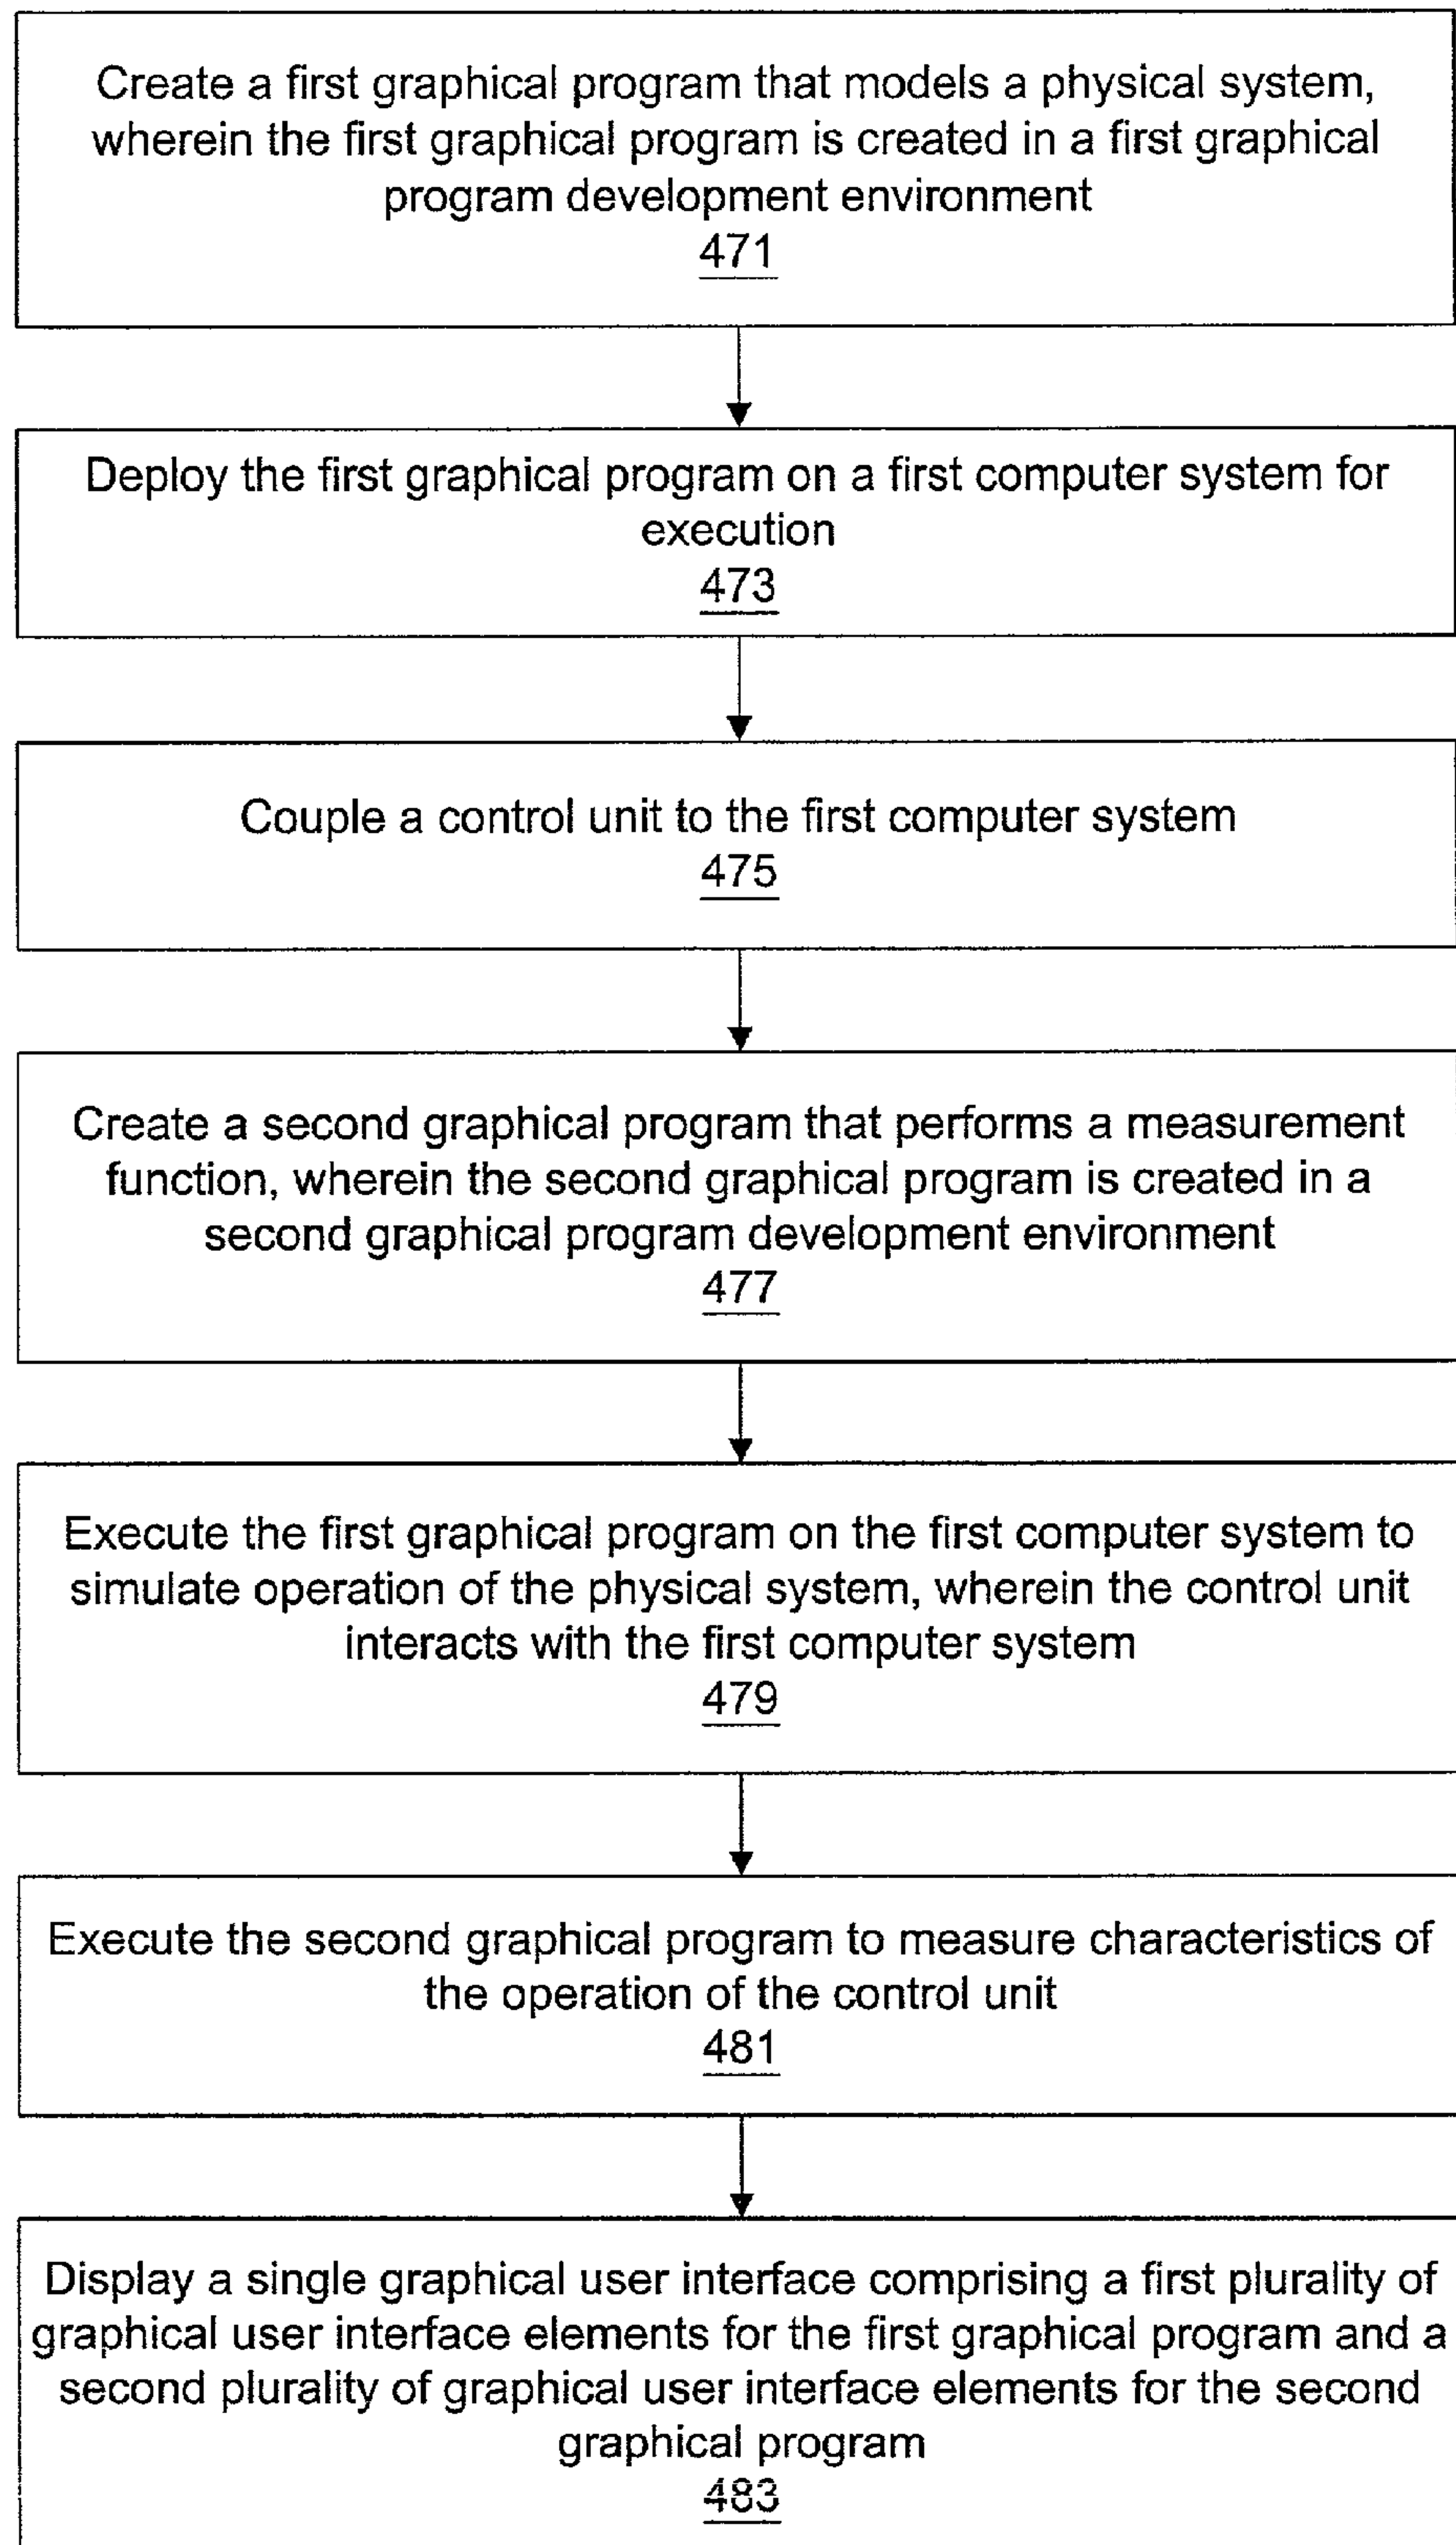 Create a first graphical program that models a physical system,
wherein the first graphical program is created in a first graphical
program development environment
471
Deploy the first graphical program on a first computer system for
execution
473
Couple a control unit to the first computer system
475
Create a second graphical program that performs a measurement
function, wherein the second graphical program is created in a
second graphical program development environment
477
Execute the first graphical program on the first computer system to
simulate operation of the physical system, wherein the control unit
interacts with the first computer system
479
Execute the second graphical program to measure characteristics of
the operation of the control unit
481
Display a single graphical user interface comprising a first plurality of
graphical user interface elements for the first graphical program and a
second plurality of graphical user interface elements for the second
graphical program
483